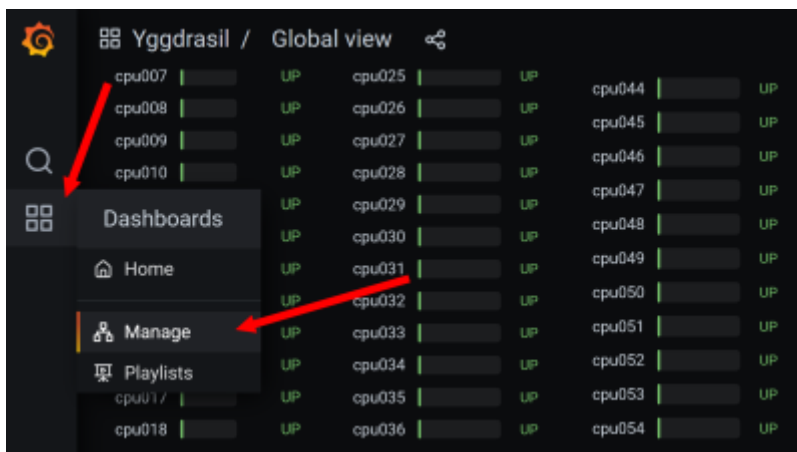 Yggdrasil / Global view
cpu007 UP
cpu008 UP
cpu009
cpu010
Dashboards
Home
Manage
Playlists
UP
UP
UP
UP
UP
UP
cpu017 UP
cpu018 UP
cpu025 UP
cpu026 UP
cpu027 UP
cpu028 UP
cpu029 UP
cpu030 UP
cpu031 UP
cpu032 UP
cpu033 UP
cpu034 UP
cpu035 UP
cpu036 UP
cpu044 UP
cpu045 UP
cpu046 UP
cpu047 UP
cpu048 UP
cpu049 UP
cpu050 UP
cpu051 UP
cpu052 UP
cpu053 UP
cpu054 UP